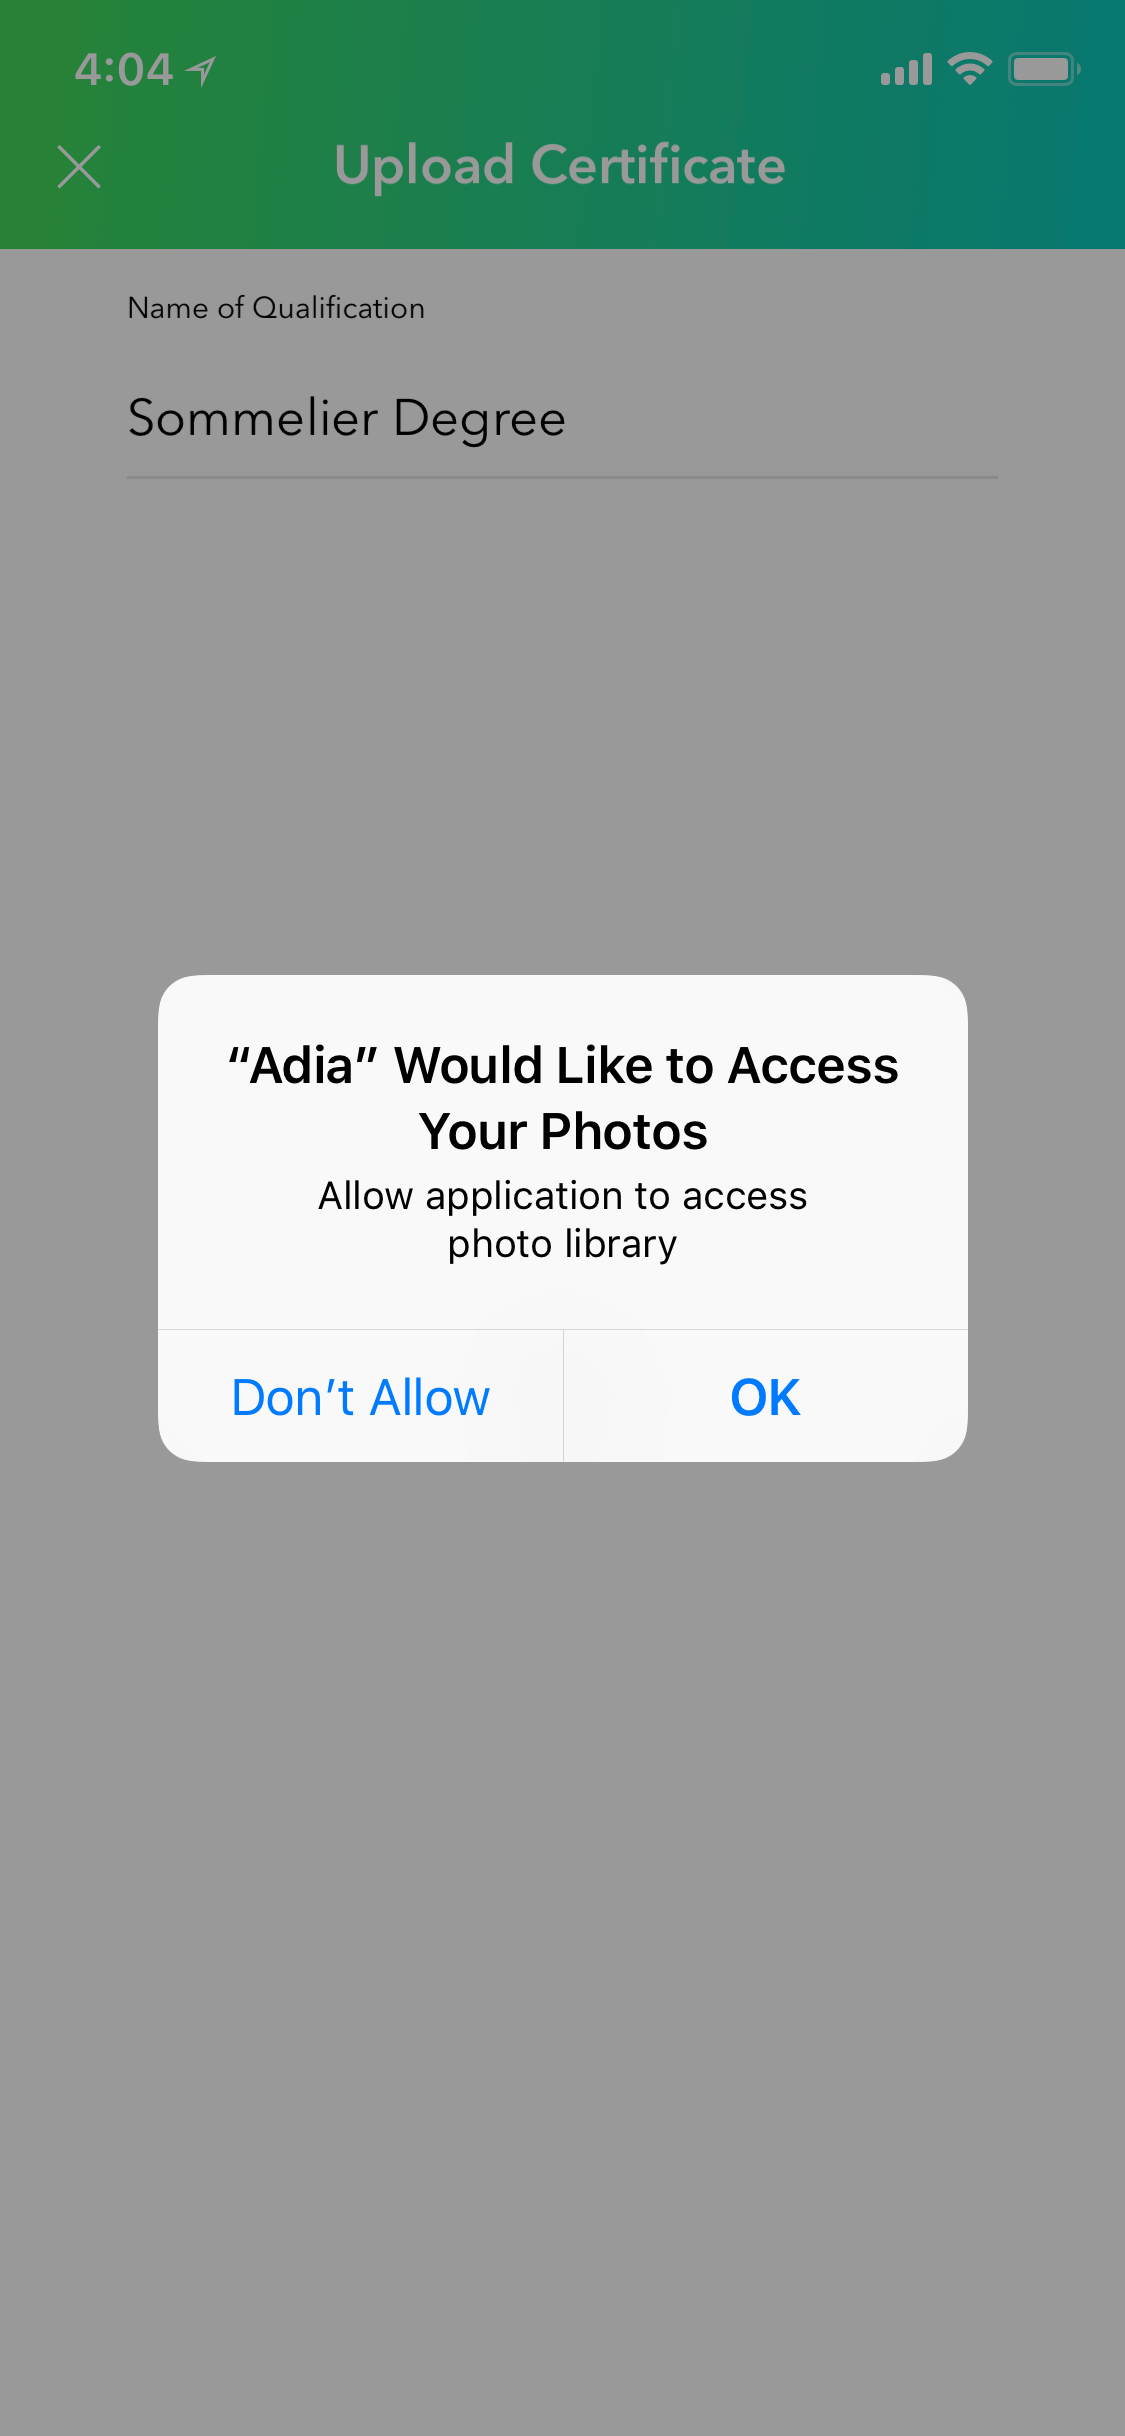 4:04
Upload Certificate
Name of Qualification
Sommelier Degree
“Adia” Would Like to Access
Your Photos
Allow application to access
photo library
Don’t Allow
OK